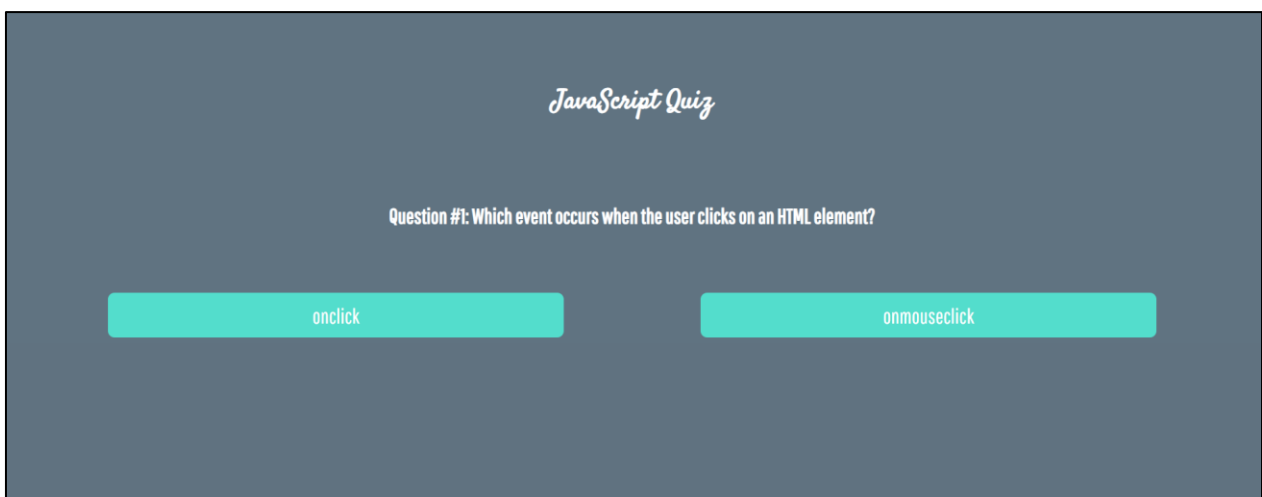 JavaScript Quiz
Question #1: Which event occurs when the user clicks on an HTML element?
onclick
onmouseclick